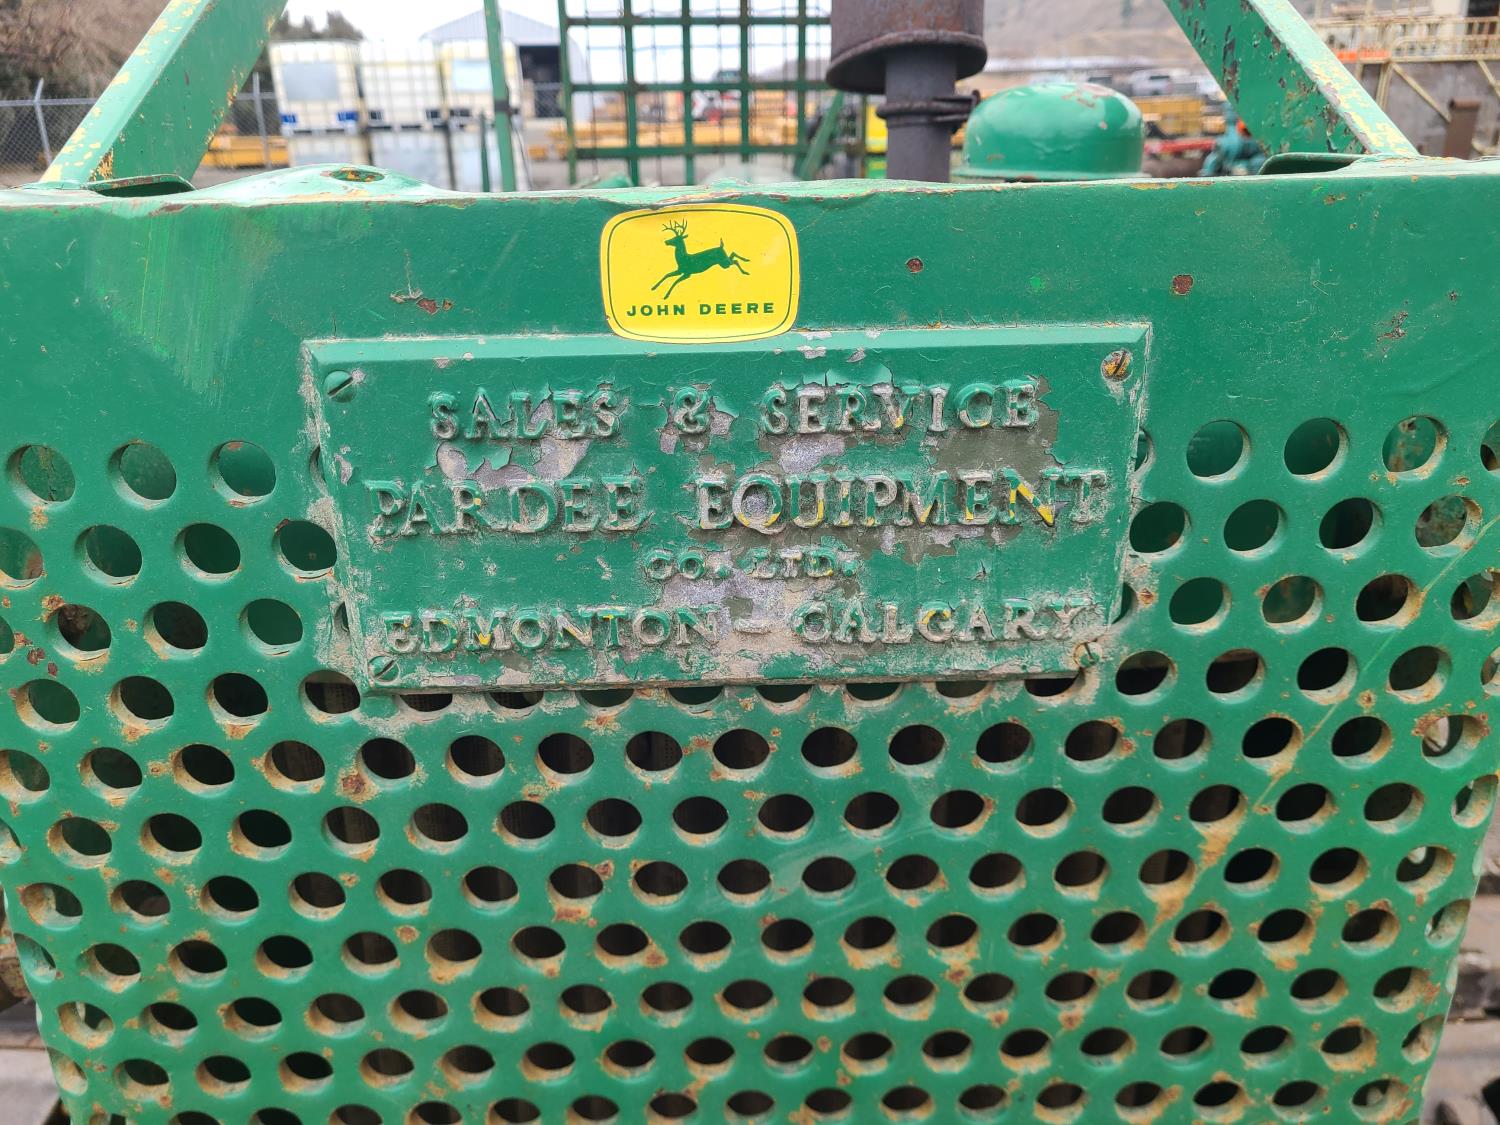 JOHN DEERE
SALES & SERVICE
PARDEE EQUIPMENT
CO. LTD.
EDMONTON - CALGARY